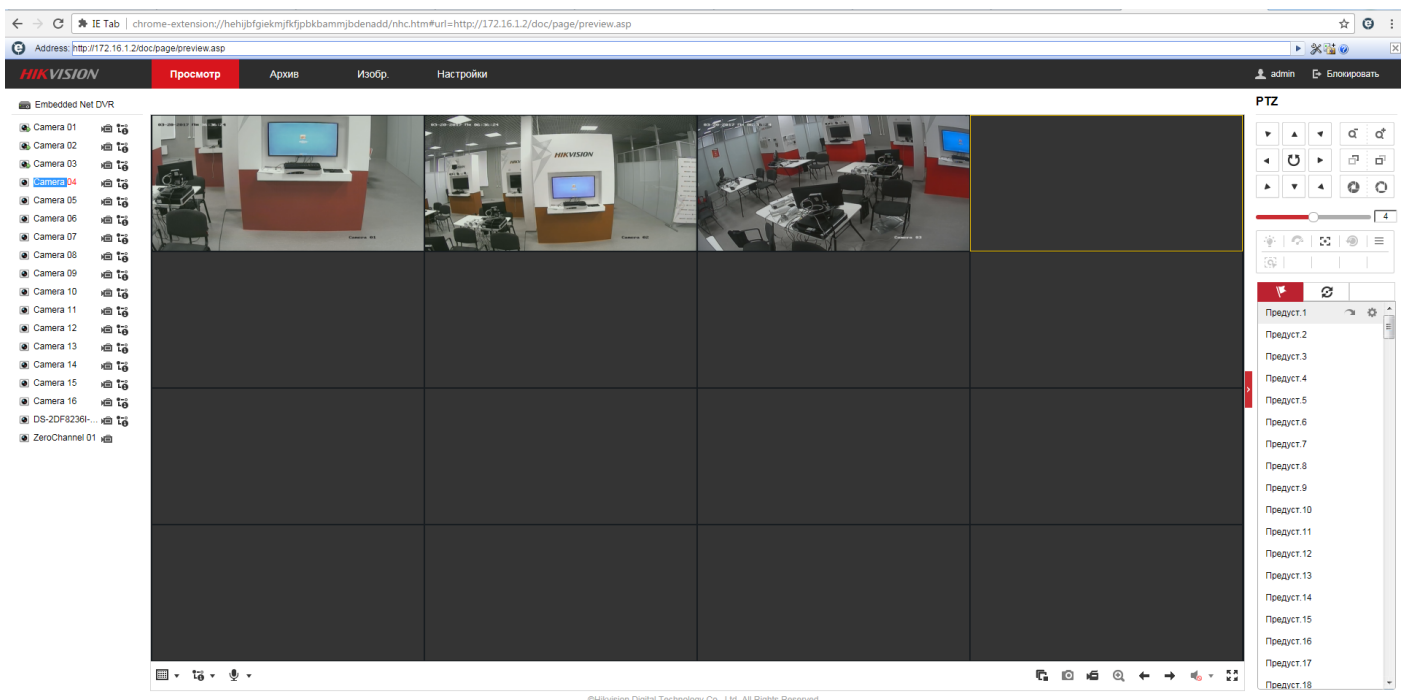 IE Tab | chrome-extension://hehijbfgiekmjfkfjpbkbammjbdenadd/nhc.htm#url=http://172.16.1.2/doc/page/preview.asp
Address: http://172.16.1.2/doc/page/preview.asp
HIKVISION Просмотр Архив Изобр. Настройки admin Блокировать
Embedded Net DVR
Camera 01
Camera 02
Camera 03
Camera 04
Camera 05
Camera 06
Camera 07
Camera 08
Camera 09
Camera 10
Camera 11
Camera 12
Camera 13
Camera 14
Camera 15
Camera 16
DS-2DF8236I-...
ZeroChannel 01
HIKVISION
Camera 01
Camera 02
Camera 03
PTZ
4
Предуст.1
Предуст.2
Предуст.3
Предуст.4
Предуст.5
Предуст.6
Предуст.7
Предуст.8
Предуст.9
Предуст.10
Предуст.11
Предуст.12
Предуст.13
Предуст.14
Предуст.15
Предуст.16
Предуст.17
Предуст.18
©Hikvision Digital Technology Co., Ltd. All Rights Reserved.